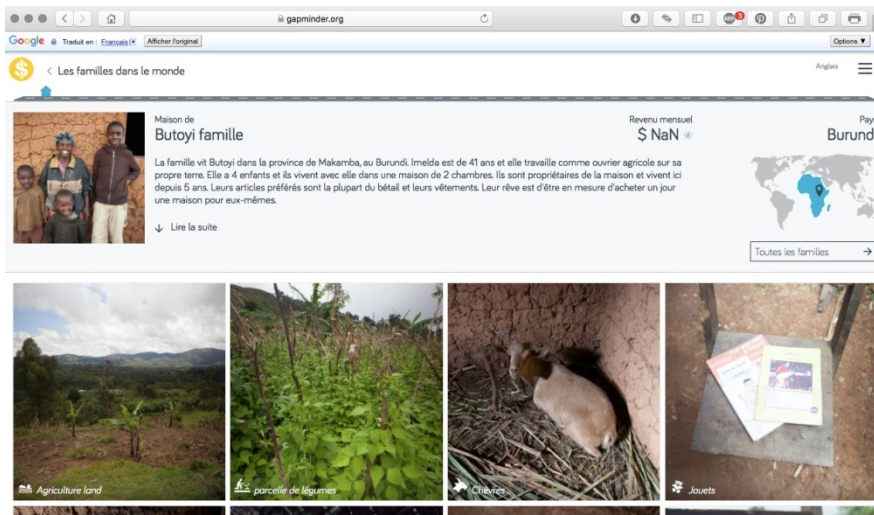 gapminder.org
3
Google Traduit en : Français Afficher l'original Options ▼
$ < Les familles dans le monde Anglais
Maison de
Butoyi famille
Revenu mensuel
$ NaN
Pay
Burund
La famille vit Butoyi dans la province de Makamba, au Burundi. Imelda est de 41 ans et elle travaille comme ouvrier agricole sur sa
propre terre. Elle a 4 enfants et ils vivent avec elle dans une maison de 2 chambres. Ils sont propriétaires de la maison et vivent ici
depuis 5 ans. Leurs articles préférés sont la plupart du bétail et leurs vêtements. Leur rêve est d'être en mesure d'acheter un jour
une maison pour eux-mêmes.
↓ Lire la suite
Toutes les familles →
Agriculture land
parcelle de légumes
Chèvres
Jouets